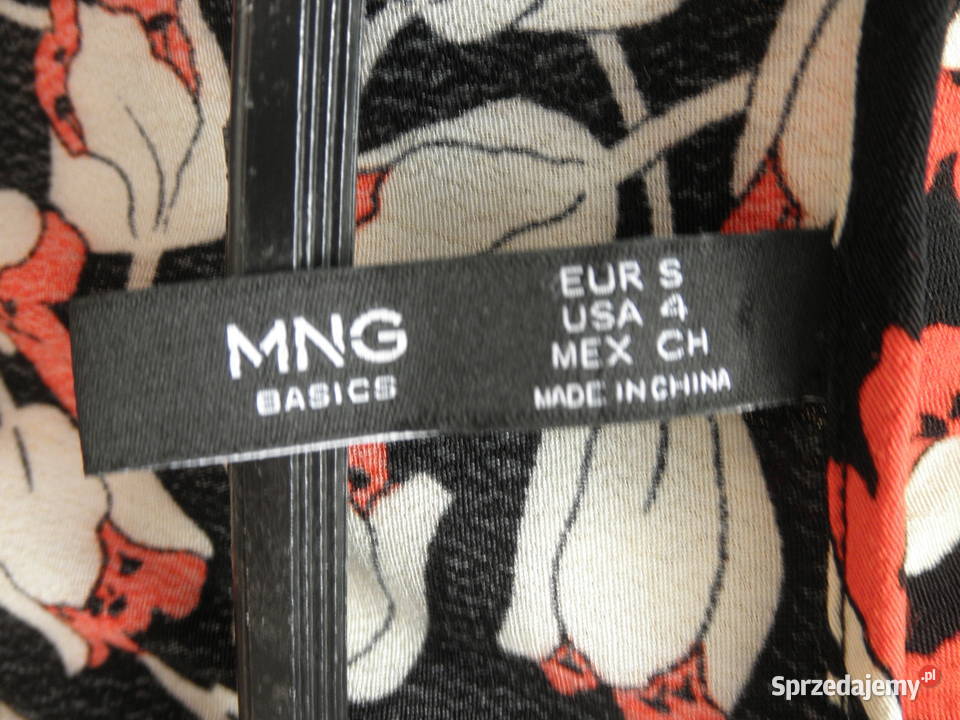 MNG
BASICS
EUR S
USA 4
MEX CH
MADE IN CHINA
Sprzedajemy.pl